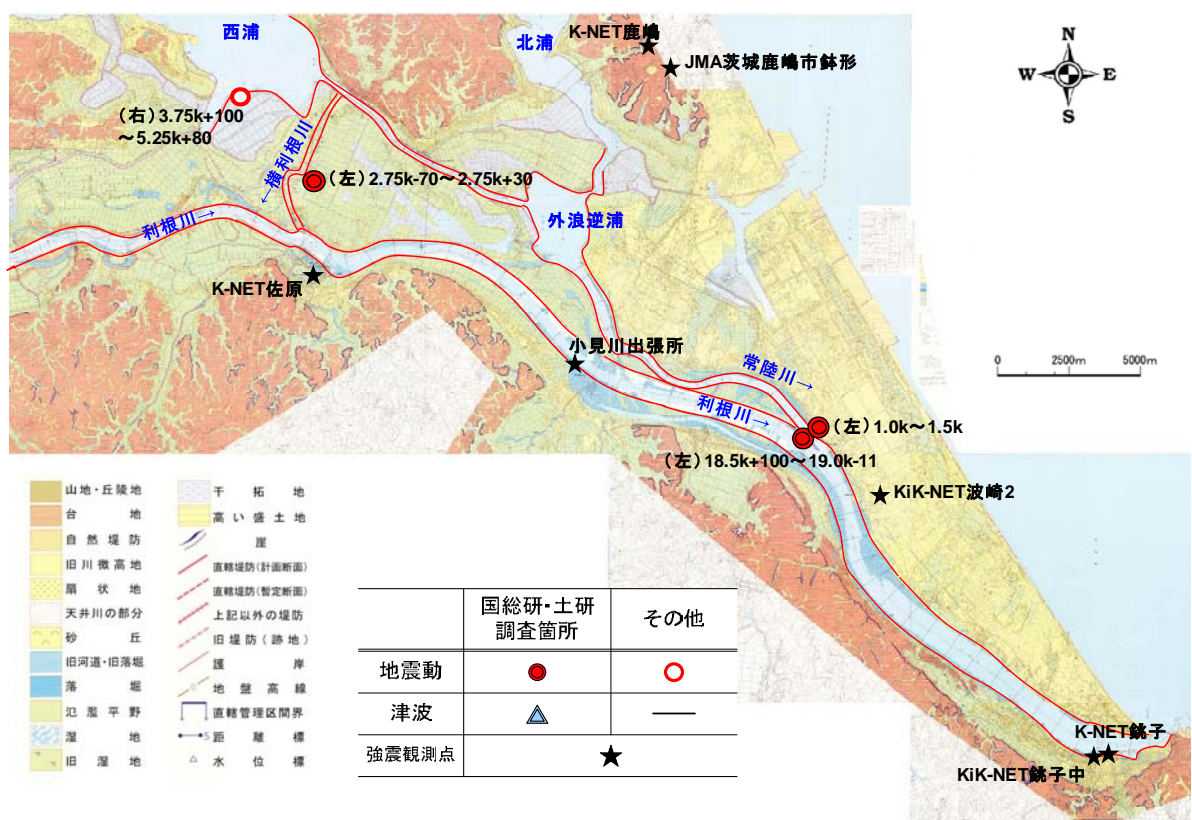 西浦
北浦
K-NET鹿嶋
JMA茨城鹿嶋市鉢形
N
W E
S
(右)3.75k+100
～5.25k+80
←横利根川
(左)2.75k-70～2.75k+30
利根川→
外浪逆浦
K-NET佐原
小見川出張所
0 2500m 5000m
常陸川→
利根川→
(左)1.0k～1.5k
(左)18.5k+100～19.0k-11
KiK-NET波崎2
山地・丘陵地
台地
自然堤防
旧川微高地
扇状地
天井川の部分
砂丘
旧河道・旧落堀
落堀
氾濫平野
湿地
旧湿地
干拓地
高い盛土地
崖
直轄堤防(計画断面)
直轄堤防(暫定断面)
上記以外の堤防
旧堤防(跡地)
護岸
地盤高線
直轄管理区間界
距離標
水位標
国総研・土研
調査箇所
その他
地震動
津波
強震観測点
K-NET銚子
KiK-NET銚子中